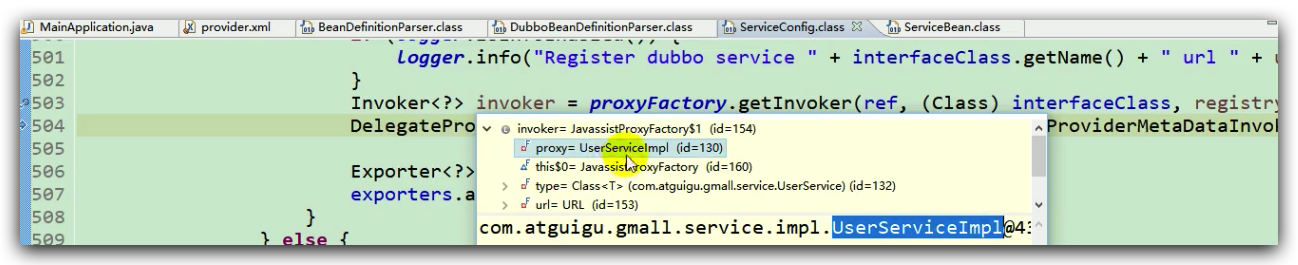 MainApplication.java provider.xml BeanDefinitionParser.class DubboBeanDefinitionParser.class ServiceConfig.class ServiceBean.class
501 logger.info("Register dubbo service " + interfaceClass.getName() + " url " +
502 }
503 Invoker<?> invoker = proxyFactory.getInvoker(ref, (Class) interfaceClass, registry
504 DelegatePro ProviderMetaDataInvo
invoker= JavassistProxyFactory$1 (id=154)
505 proxy= UserServiceImpl (id=130)
506 Exporter<?>
this$0= JavassistProxyFactory (id=160)
507 exporters.a
type= Class<T> (com.atguigu.gmall.service.UserService) (id=132)
508 }
url= URL (id=153)
509 } else {
com.atguigu.gmall.service.impl.UserServiceImpl@43